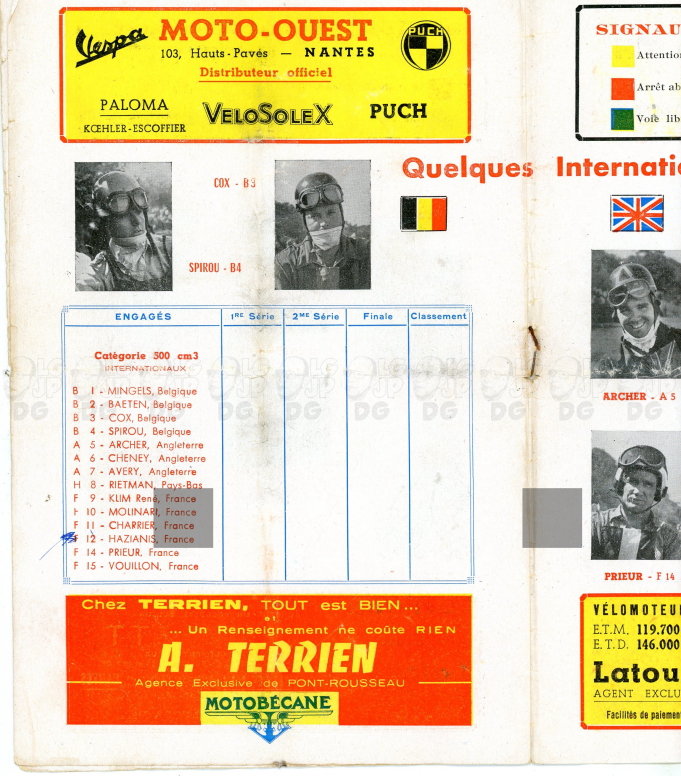 Vespa
MOTO-OUEST
PUCH
103, Hauts-Pavés — NANTES
Distributeur officiel
PALOMA
KŒHLER-ESCOFFIER
VELOSOLEX
PUCH
SIGNAU
Attention
Arrêt ab
Voie lib
Quelques Internatio
COX - B3
SPIROU - B4
ENGAGÉS
1RE Série
2ME Série
Finale
Classement
Catégorie 500 cm3
INTERNATIONAUX
B 1 - MINGELS, Belgique
B 2 - BAETEN, Belgique
B 3 - COX, Belgique
B 4 - SPIROU, Belgique
A 5 - ARCHER, Angleterre
A 6 - CHENEY, Angleterre
A 7 - AVERY, Angleterre
H 8 - RIETMAN, Pays-Bas
F 9 - KLIM René, France
F 10 - MOLINARI, France
F 11 - CHARRIER, France
F 12 - HAZIANIS, France
F 14 - PRIEUR, France
F 15 - VOUILLON, France
ARCHER - A 5
PRIEUR - F 14
Chez TERRIEN, TOUT est BIEN...
et
... Un Renseignement ne coûte RIEN
A. TERRIEN
Agence Exclusive de PONT-ROUSSEAU
MOTOBÉCANE
VÉLOMOTEU
E.T.M. 119.700
E.T.D. 146.000
Latou
AGENT EXCLU
Facilités de paiement